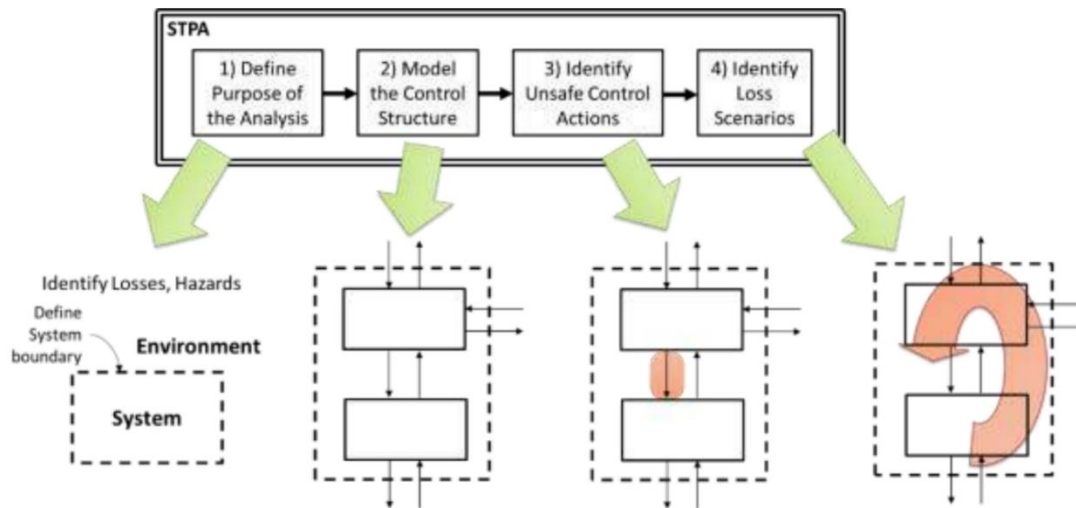 STPA
1) Define
Purpose of
the Analysis
2) Model
the Control
Structure
3) Identify
Unsafe Control
Actions
4) Identify
Loss
Scenarios
Identify Losses, Hazards
Define
System
boundary
Environment
System